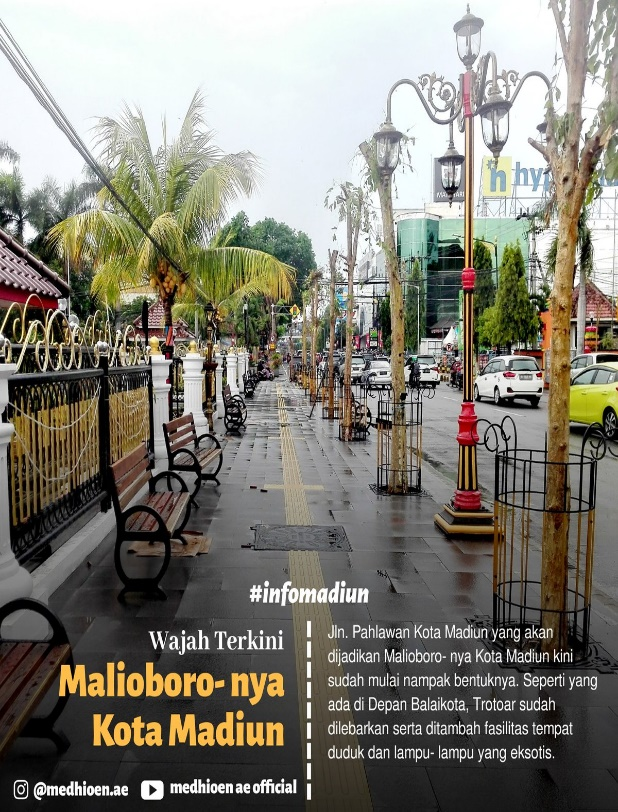 hyp
#infomadiun
Wajah Terkini
Malioboro- nya
Kota Madiun
Jln. Pahlawan Kota Madiun yang akan
dijadikan Malioboro- nya Kota Madiun kini
sudah mulai nampak bentuknya. Seperti yang
ada di Depan Balaikota, Trotoar sudah
dilebarkan serta ditambah fasilitas tempat
duduk dan lampu- lampu yang eksotis.
@medhioen.ae
medhioen ae official